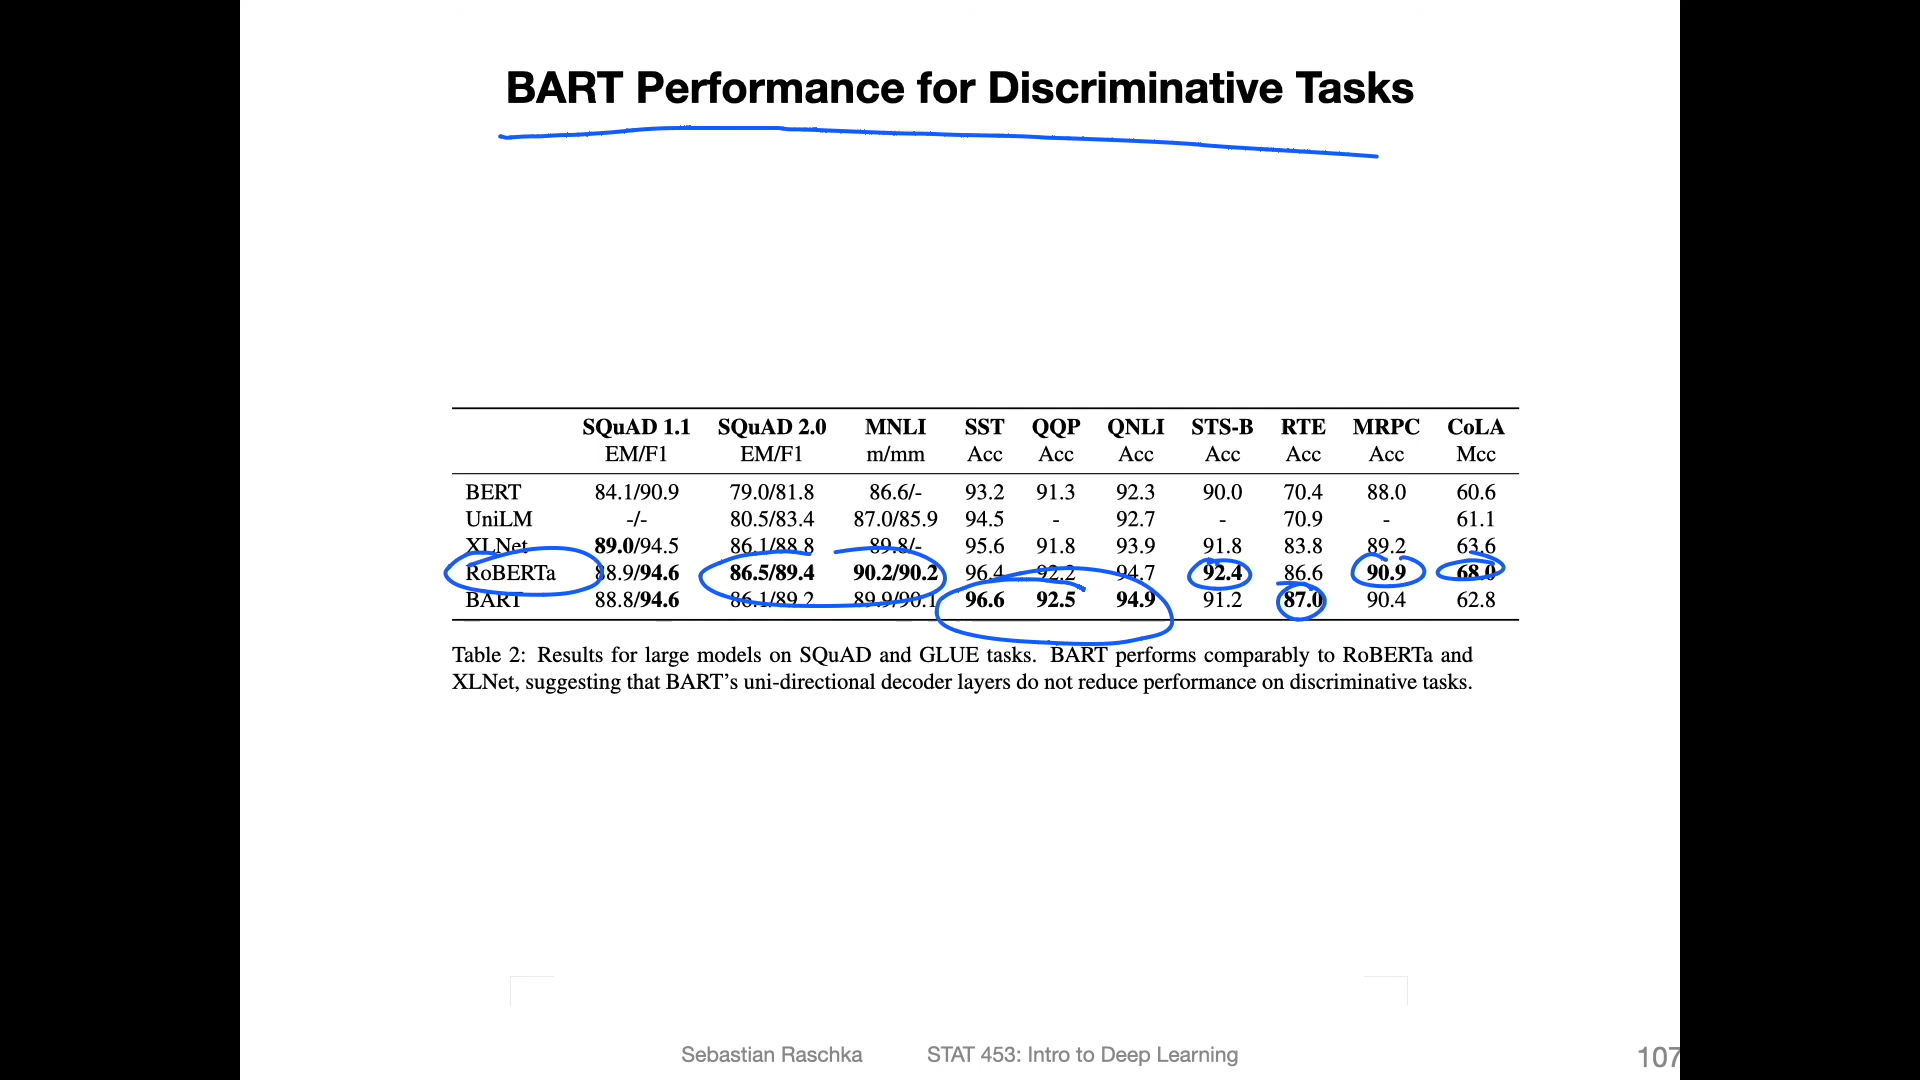 BART Performance for Discriminative Tasks
SQuAD 1.1 SQuAD 2.0 MNLI SST QQP QNLI STS-B RTE MRPC CoLA
EM/F1 EM/F1 m/mm Acc Acc Acc Acc Acc Acc Mcc
BERT 84.1/90.9 79.0/81.8 86.6/- 93.2 91.3 92.3 90.0 70.4 88.0 60.6
UniLM -/- 80.5/83.4 87.0/85.9 94.5 - 92.7 - 70.9 - 61.1
XLNet 89.0/94.5 86.1/88.8 89.8/- 95.6 91.8 93.9 91.8 83.8 89.2 63.6
RoBERTa 88.9/94.6 86.5/89.4 90.2/90.2 96.4 92.2 94.7 92.4 86.6 90.9 68.0
BART 88.8/94.6 86.1/89.2 89.9/90.1 96.6 92.5 94.9 91.2 87.0 90.4 62.8
Table 2: Results for large models on SQuAD and GLUE tasks. BART performs comparably to RoBERTa and
XLNet, suggesting that BART's uni-directional decoder layers do not reduce performance on discriminative tasks.
Sebastian Raschka STAT 453: Intro to Deep Learning 107